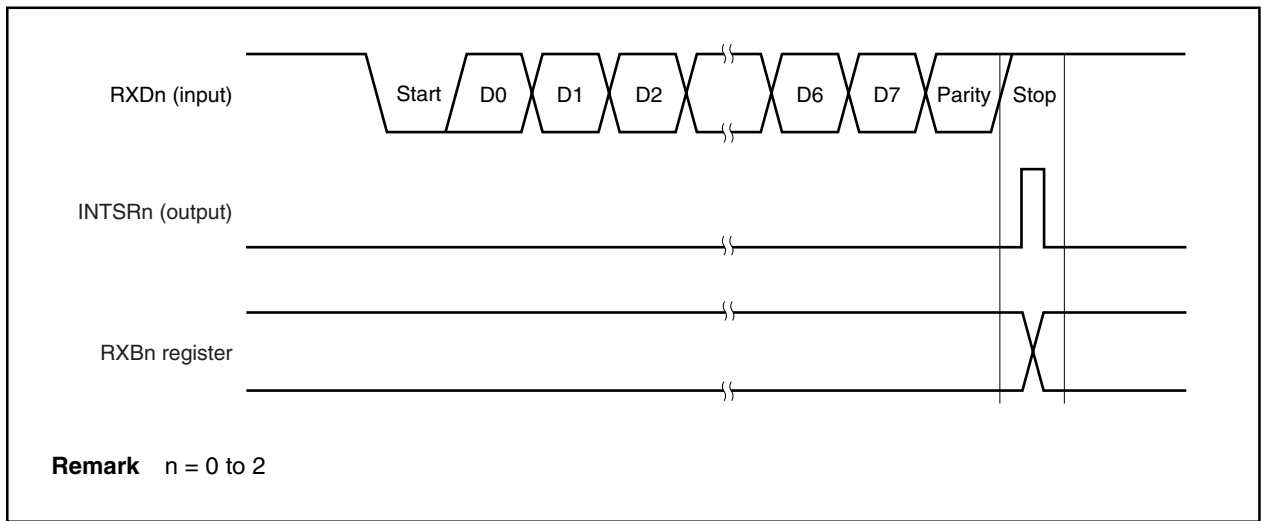 RXDn (input) Start D0 D1 D2 D6 D7 Parity Stop
INTSRn (output)
RXBn register
Remark n = 0 to 2